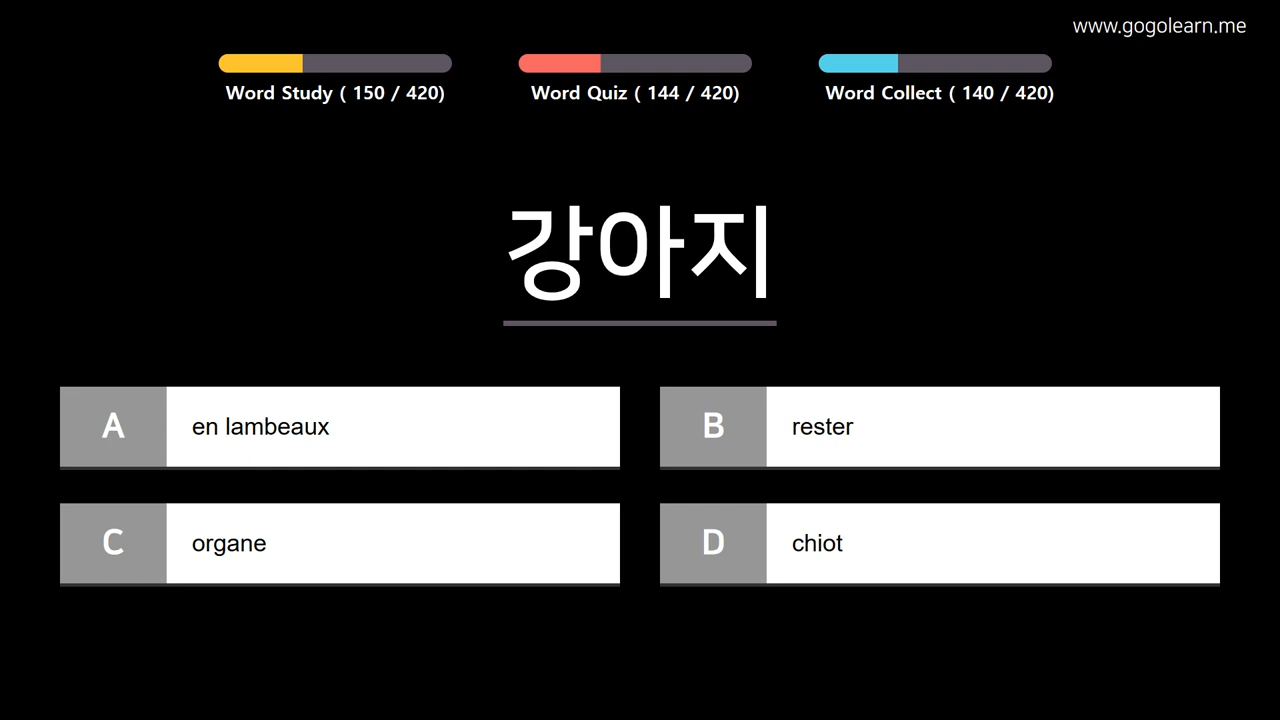 www.gogolearn.me
Word Study ( 150 / 420)
Word Quiz ( 144 / 420)
Word Collect ( 140 / 420)
강아지
A en lambeaux
B rester
C organe
D chiot